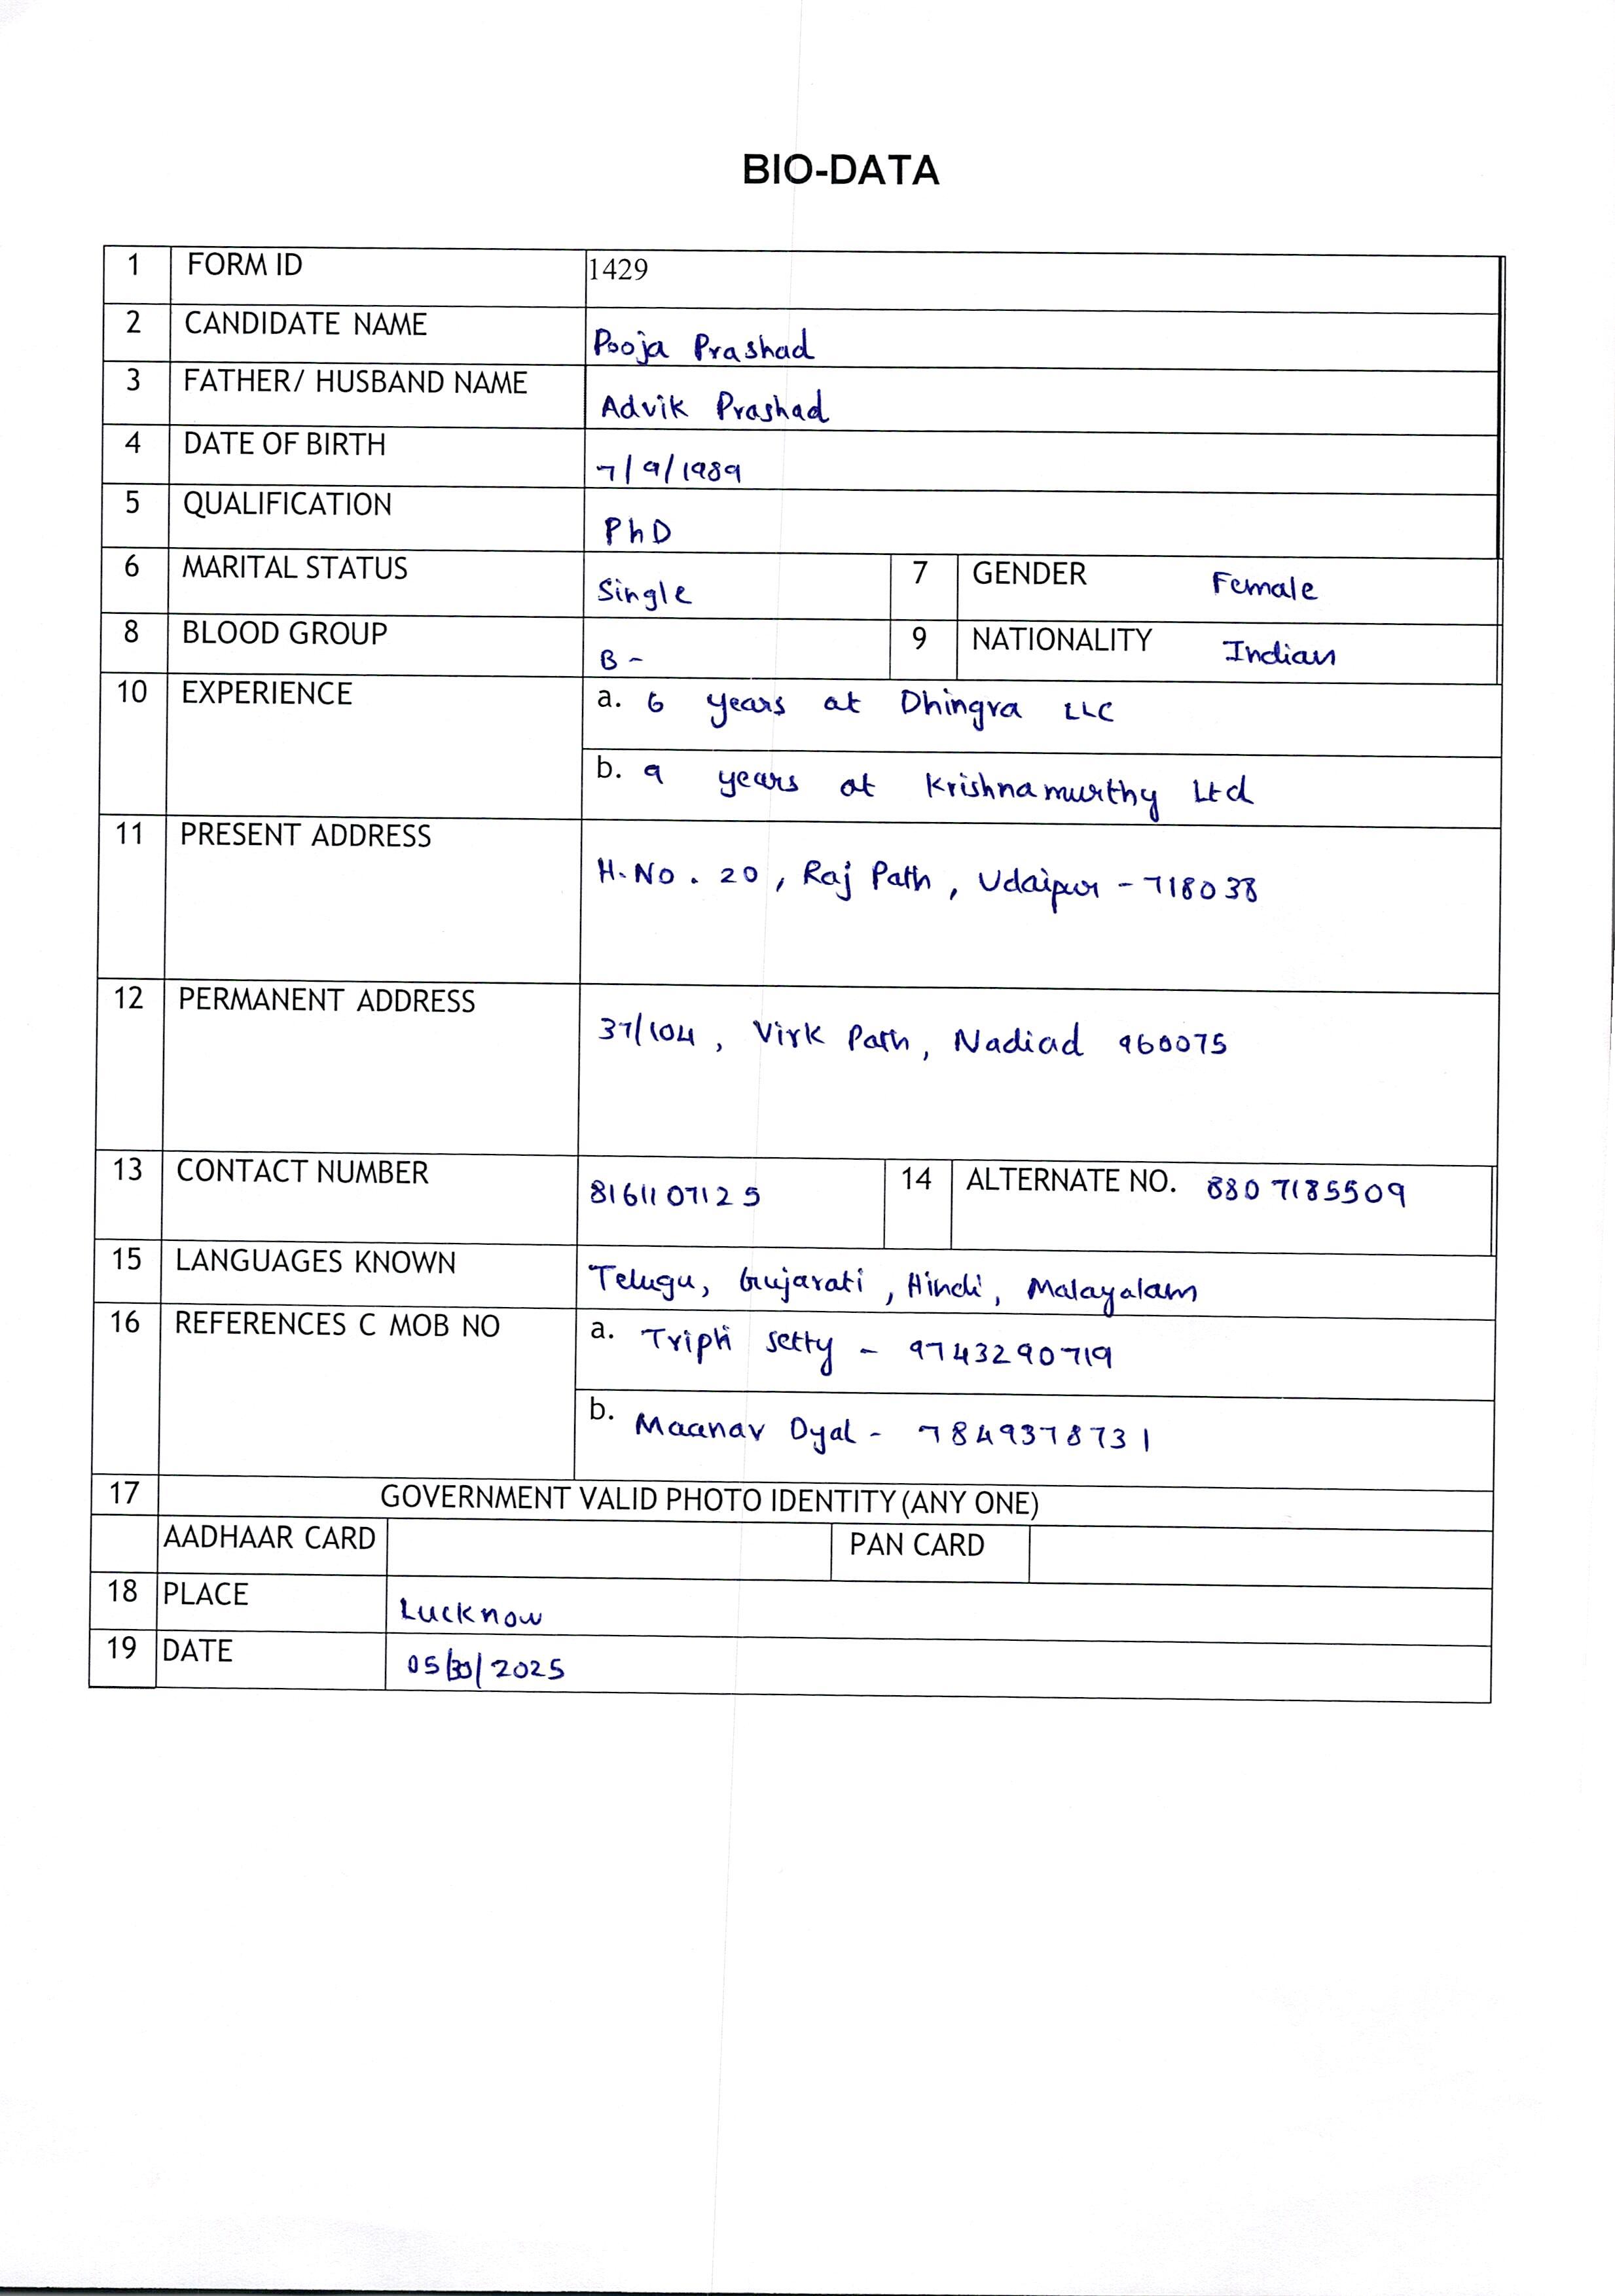 BIO-DATA
1 FORM ID 1429
2 CANDIDATE NAME Pooja Prashad
3 FATHER/ HUSBAND NAME Advik Prashad
4 DATE OF BIRTH 7/9/1989
5 QUALIFICATION PhD
6 MARITAL STATUS Single 7 GENDER Female
8 BLOOD GROUP B- 9 NATIONALITY Indian
10 EXPERIENCE a. 6 years at Dhingra LLC
b. 9 years at Krishnamurthy Ltd
11 PRESENT ADDRESS H.No. 20, Raj Path, Udaipur - 718038
12 PERMANENT ADDRESS 37/104, Virk Path, Nadiad 960075
13 CONTACT NUMBER 8161107125 14 ALTERNATE NO. 8807185509
15 LANGUAGES KNOWN Telugu, Gujarati, Hindi, Malayalam
16 REFERENCES C MOB NO a. Tripti Setty - 9743290719
b. Maanav Dyal - 7849378731
17 GOVERNMENT VALID PHOTO IDENTITY (ANY ONE)
AADHAAR CARD PAN CARD
18 PLACE Lucknow
19 DATE 05/30/2025